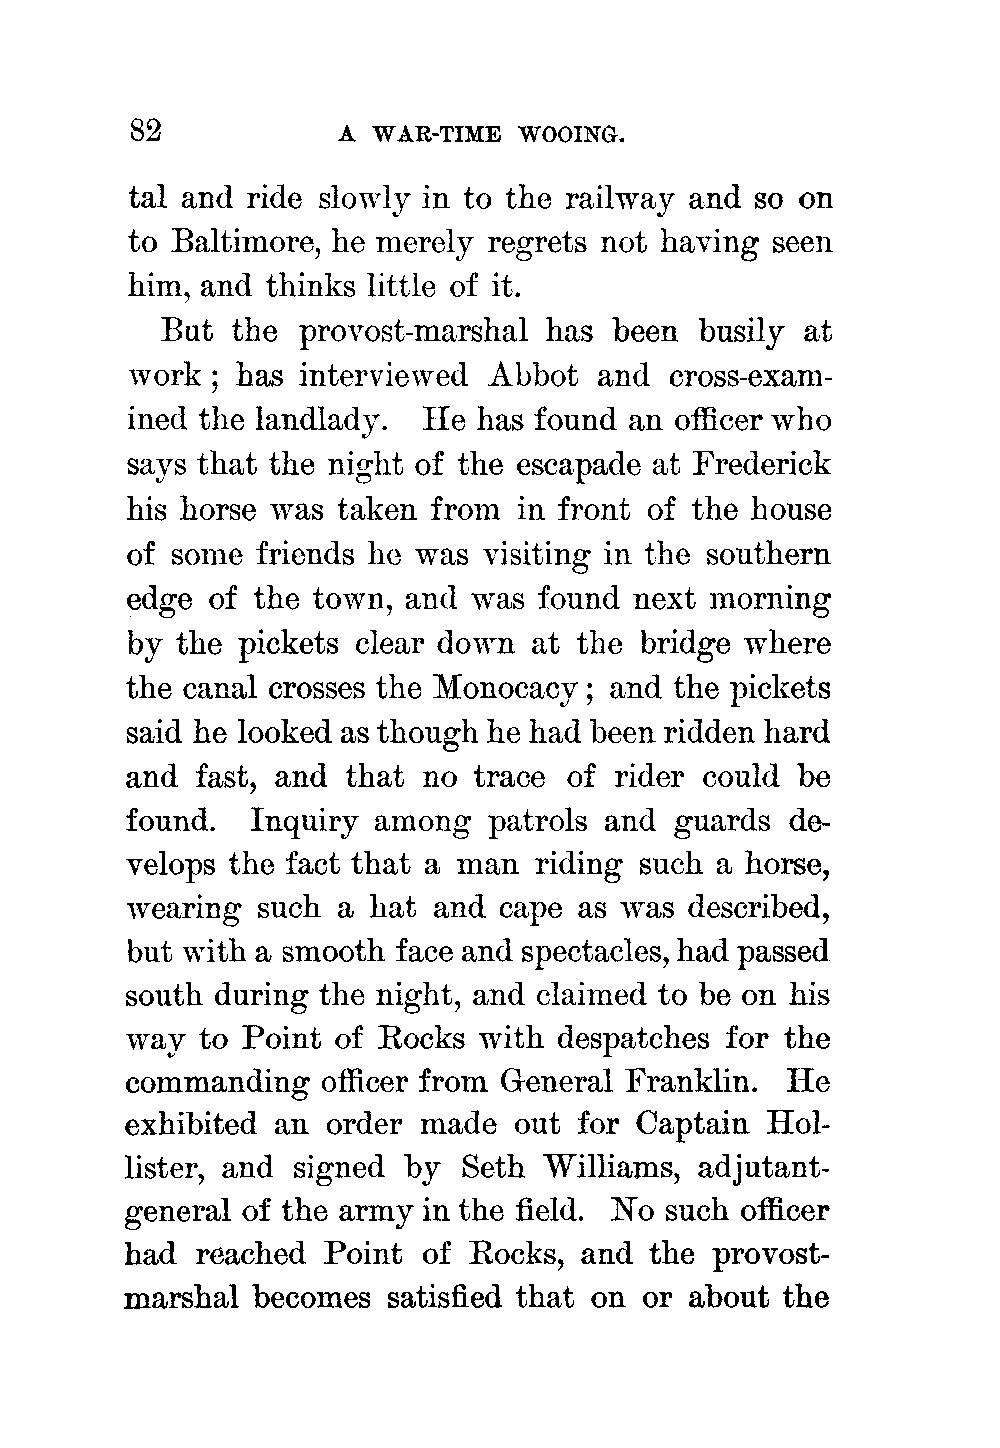 82 A WAR-TIME WOOING.
tal and ride slowly in to the railway and so on
to Baltimore, he merely regrets not having seen
him, and thinks little of it.
But the provost-marshal has been busily at
work; has interviewed Abbot and cross-exam-
ined the landlady. He has found an officer who
says that the night of the escapade at Frederick
his horse was taken from in front of the house
of some friends he was visiting in the southern
edge of the town, and was found next morning
by the pickets clear down at the bridge where
the canal crosses the Monocacy; and the pickets
said he looked as though he had been ridden hard
and fast, and that no trace of rider could be
found. Inquiry among patrols and guards de-
velops the fact that a man riding such a horse,
wearing such a hat and cape as was described,
but with a smooth face and spectacles, had passed
south during the night, and claimed to be on his
way to Point of Rocks with despatches for the
commanding officer from General Franklin. He
exhibited an order made out for Captain Hol-
lister, and signed by Seth Williams, adjutant-
general of the army in the field. No such officer
had reached Point of Rocks, and the provost-
marshal becomes satisfied that on or about the